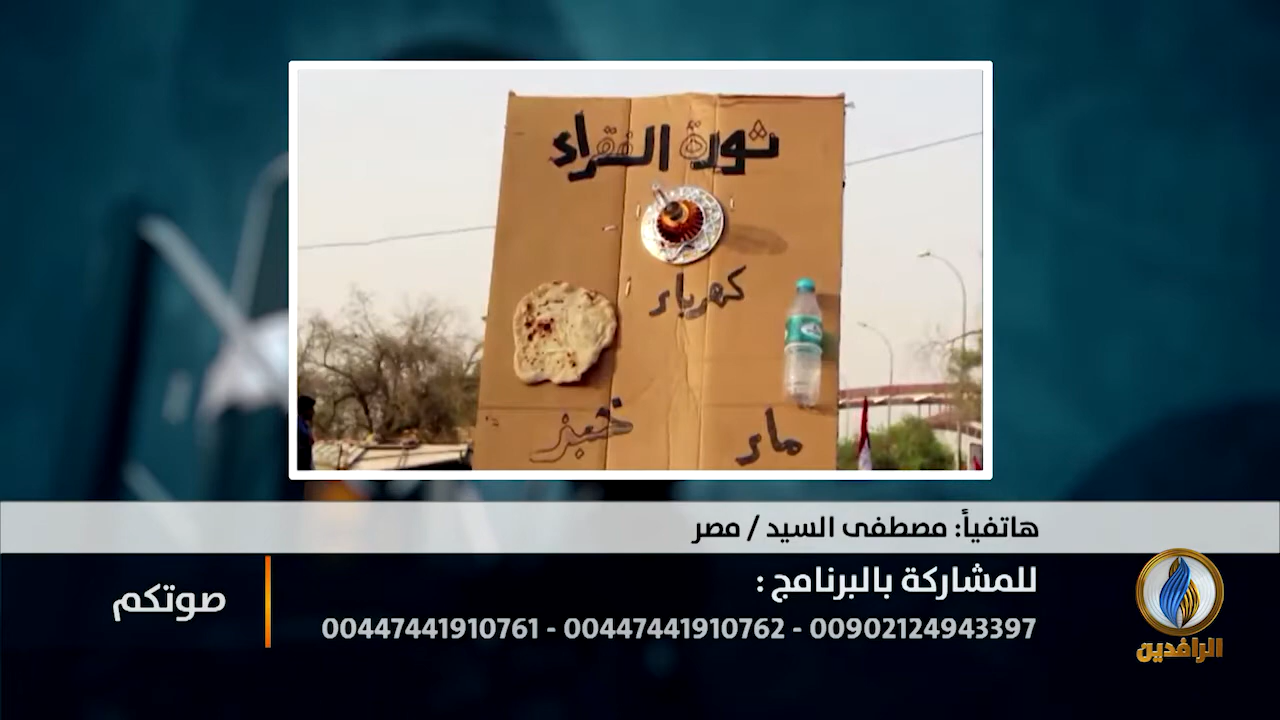 ثورة الفقراء
كهرباء
ماء
خبز
هاتفياً: مصطفى السيد / مصر
للمشاركة بالبرنامج :
00447441910761 - 00447441910762 - 00902124943397
صوتكم
الرافدين